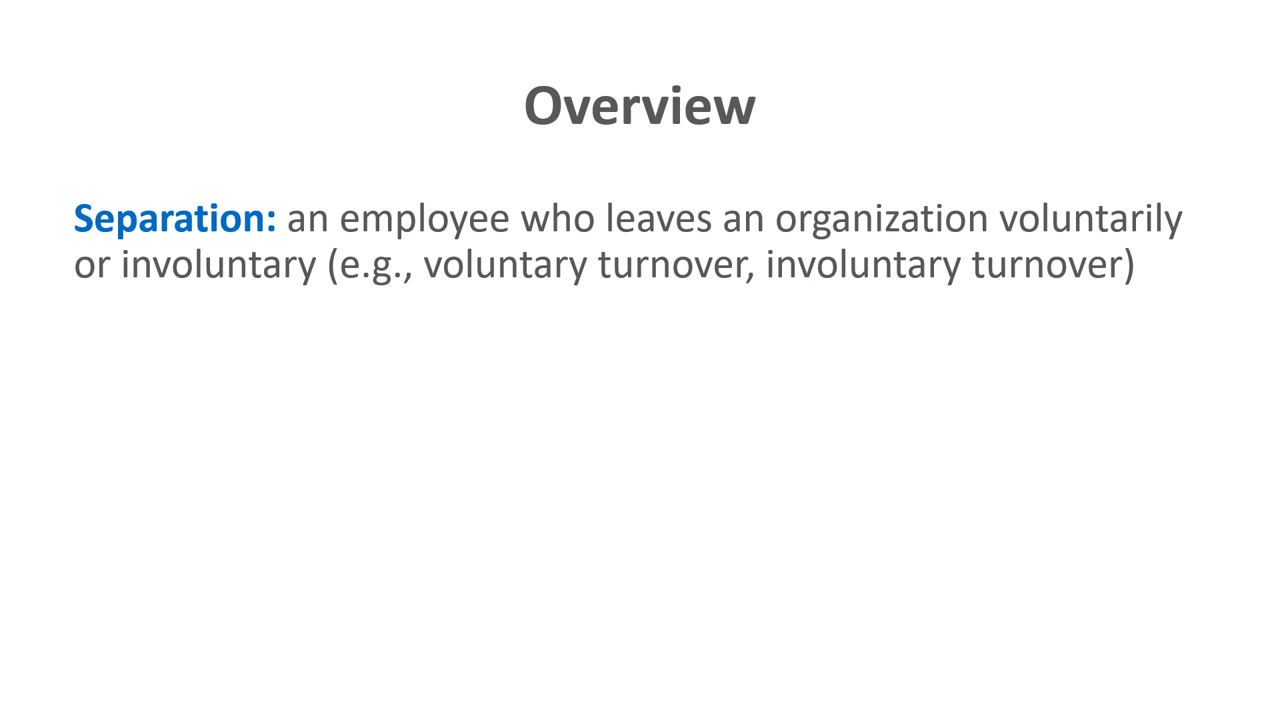 Overview
Separation: an employee who leaves an organization voluntarily
or involuntary (e.g., voluntary turnover, involuntary turnover)